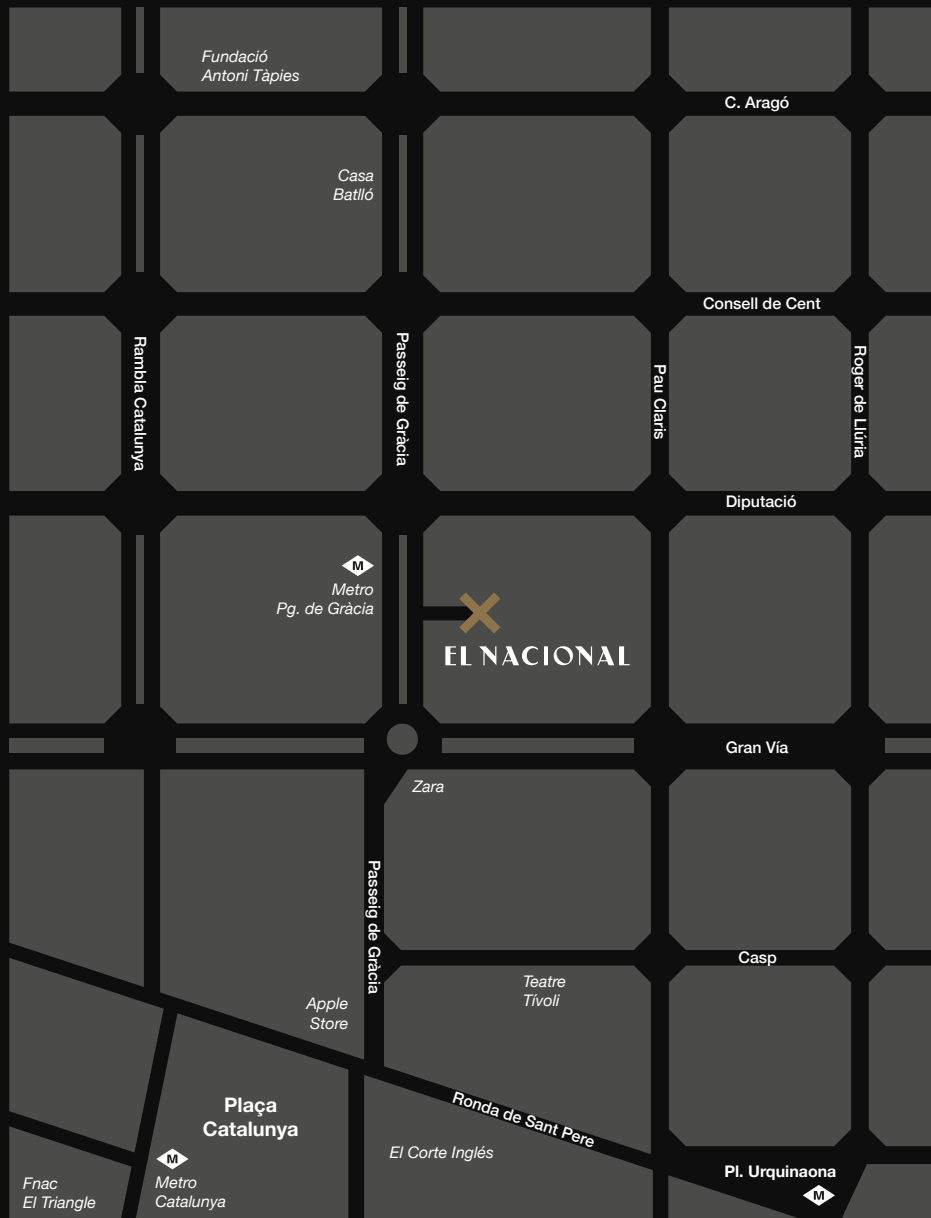 Fundació
Antoni Tàpies
C. Aragó
Casa
Batlló
Consell de Cent
Rambla Catalunya
Passeig de Gràcia
Pau Claris
Roger de Llúria
Diputació
M
Metro
Pg. de Gràcia
EL NACIONAL
Gran Vía
Zara
Passeig de Gràcia
Casp
Teatre
Tívoli
Apple
Store
Ronda de Sant Pere
Plaça
Catalunya
El Corte Inglés
M
Metro
Catalunya
Fnac
El Triangle
Pl. Urquinaona
M